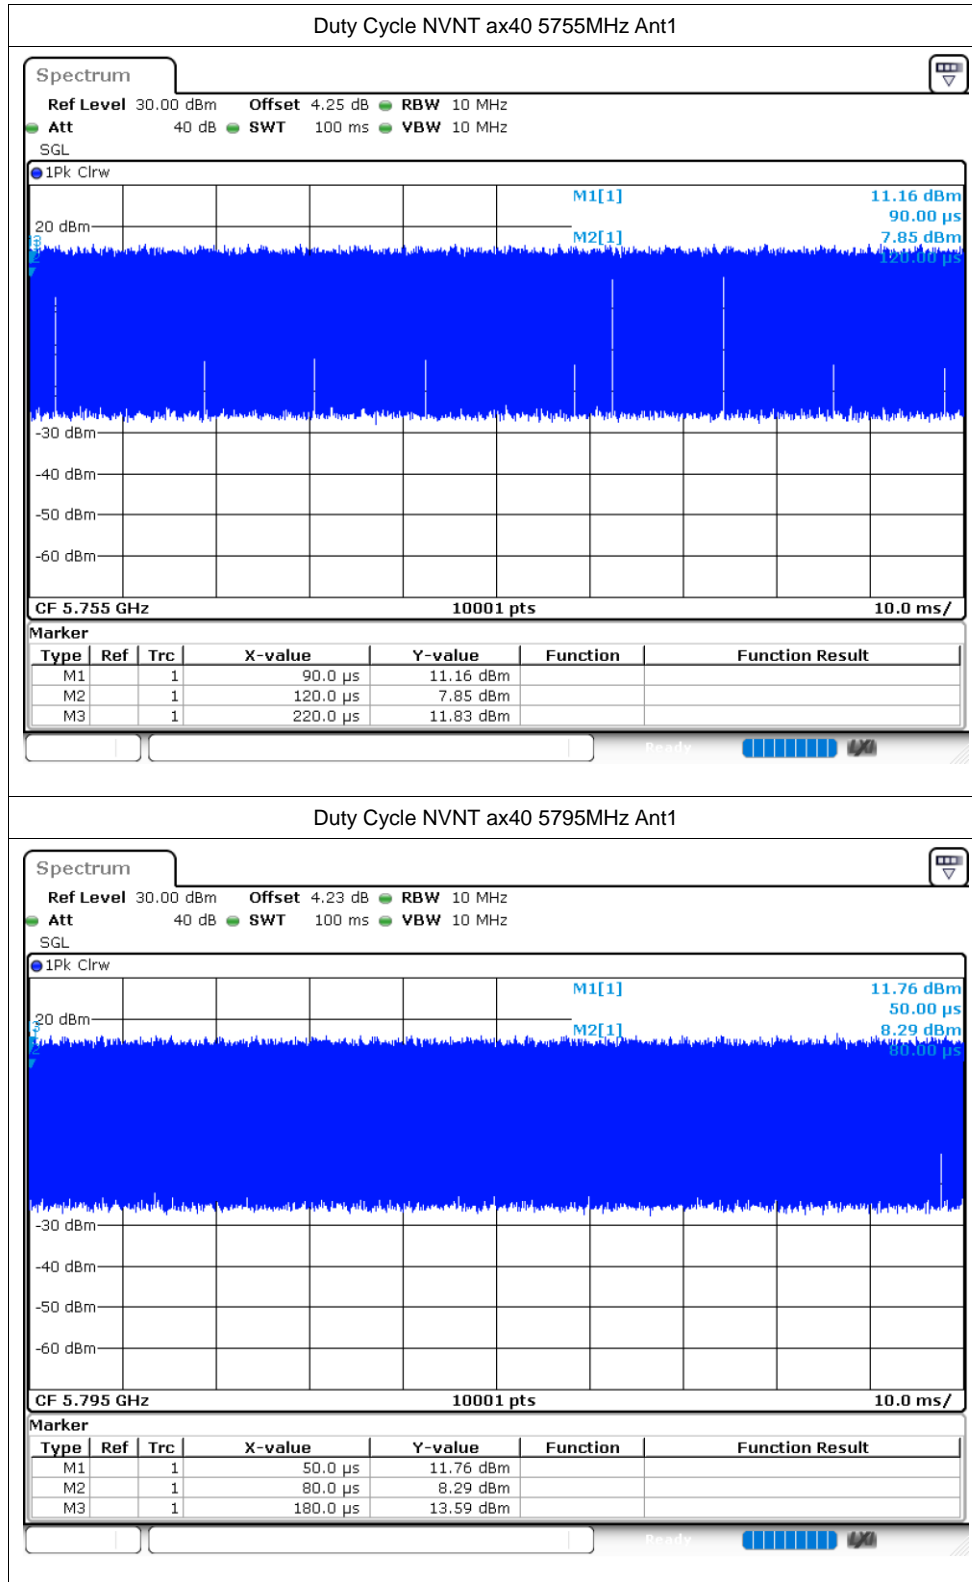 Duty Cycle NVNT ax40 5755MHz Ant1
Spectrum
Ref Level 30.00 dBm Offset 4.25 dB RBW 10 MHz
Att 40 dB SWT 100 ms VBW 10 MHz
SGL
1Pk Clrw
M1[1] 11.16 dBm
90.00 µs
20 dBm
M2[1] 7.85 dBm
120.00 µs
-30 dBm
-40 dBm
-50 dBm
-60 dBm
CF 5.755 GHz 10001 pts 10.0 ms/
Marker
Type Ref Trc X-value Y-value Function Function Result
M1 1 90.0 µs 11.16 dBm
M2 1 120.0 µs 7.85 dBm
M3 1 220.0 µs 11.83 dBm
Ready LXI
Duty Cycle NVNT ax40 5795MHz Ant1
Spectrum
Ref Level 30.00 dBm Offset 4.23 dB RBW 10 MHz
Att 40 dB SWT 100 ms VBW 10 MHz
SGL
1Pk Clrw
M1[1] 11.76 dBm
50.00 µs
20 dBm
M2[1] 8.29 dBm
80.00 µs
-30 dBm
-40 dBm
-50 dBm
-60 dBm
CF 5.795 GHz 10001 pts 10.0 ms/
Marker
Type Ref Trc X-value Y-value Function Function Result
M1 1 50.0 µs 11.76 dBm
M2 1 80.0 µs 8.29 dBm
M3 1 180.0 µs 13.59 dBm
Ready LXI